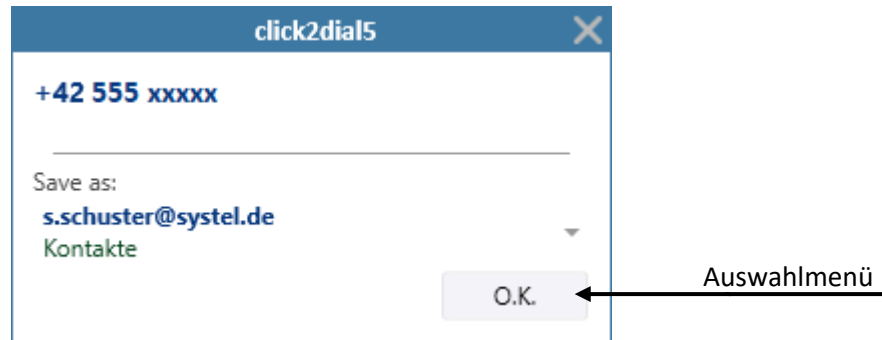 click2dial5
+42 555 xxxxx
Save as:
s.schuster@systel.de
Kontakte
O.K.
Auswahlmenü